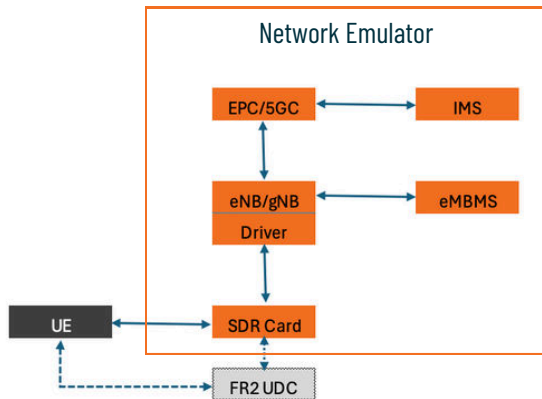 Network Emulator
EPC/5GC
IMS
eNB/gNB
eMBMS
Driver
UE
SDR Card
FR2 UDC